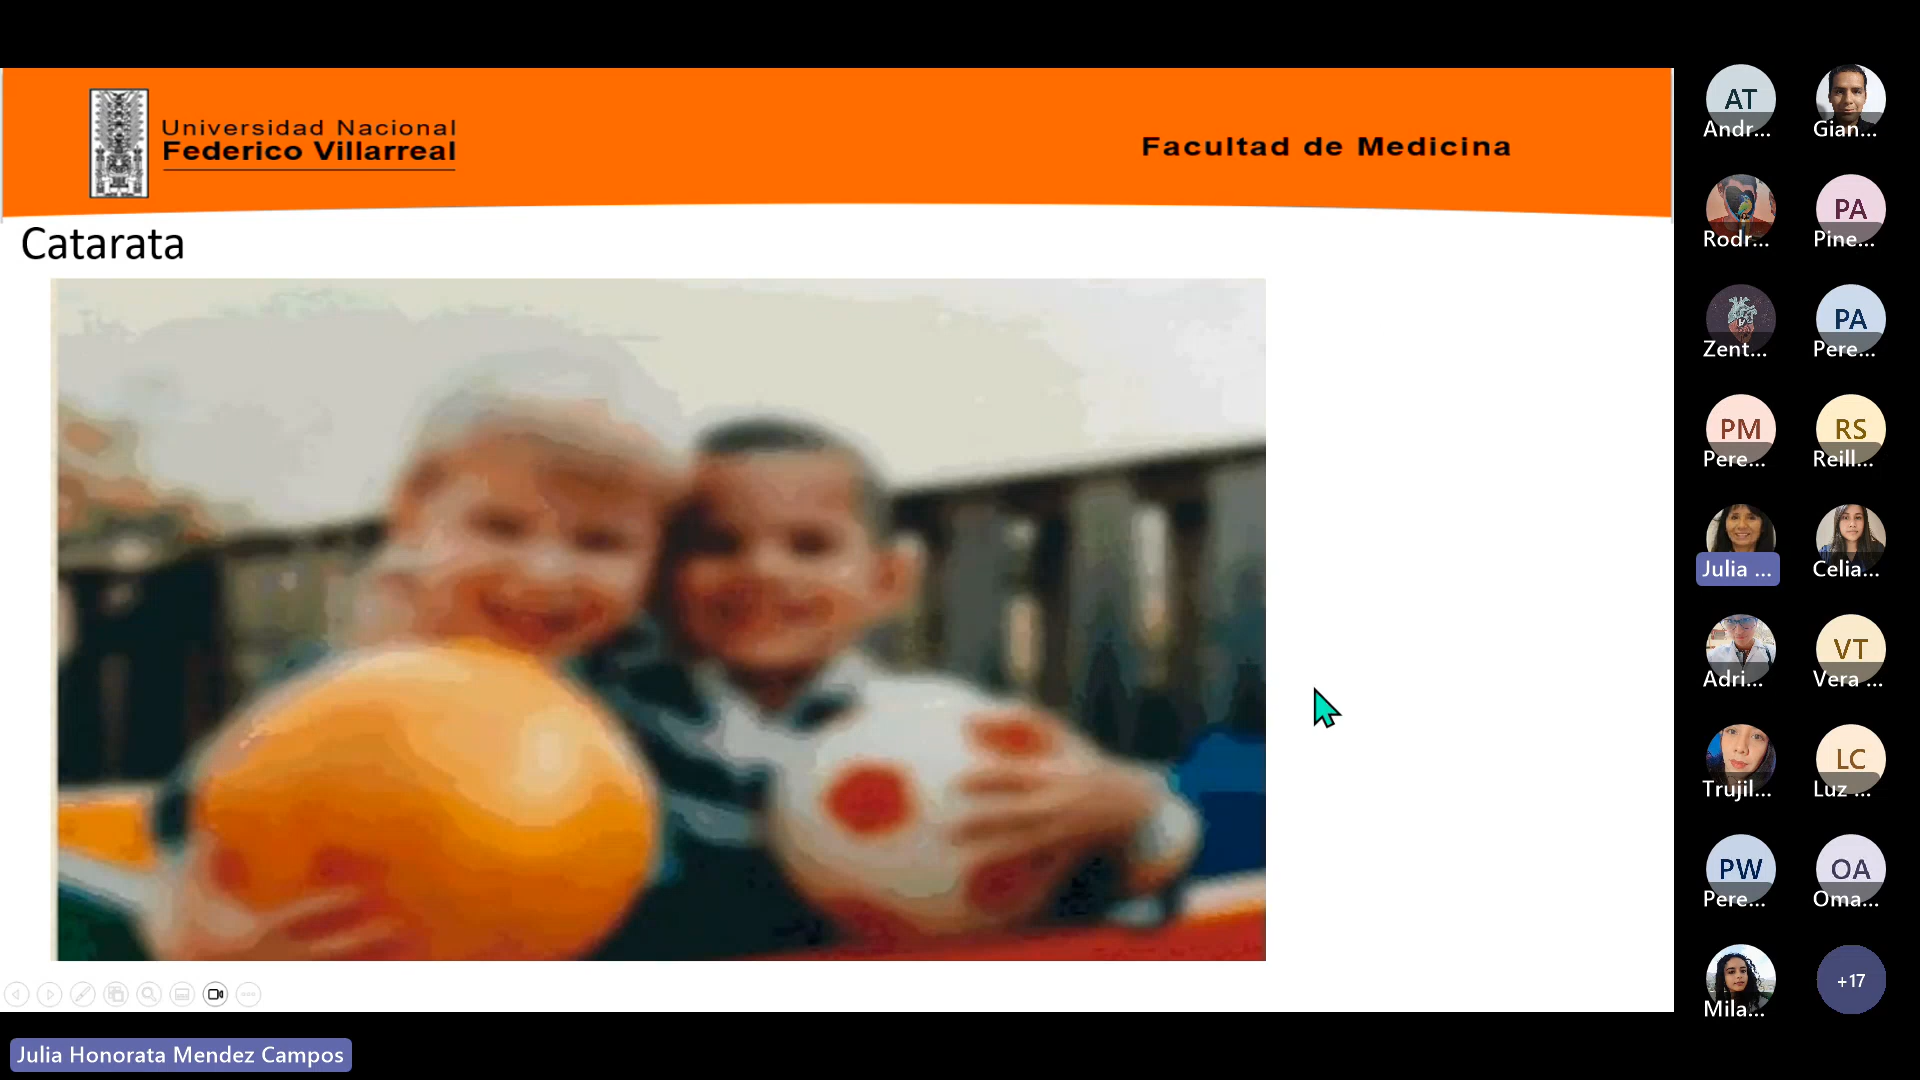 Universidad Nacional
Federico Villarreal
Facultad de Medicina
Catarata
AT
Andr...
Gian...
Rodr...
PA
Pine...
Zent...
PA
Pere...
PM
Pere...
RS
Reill...
Julia ...
Celia...
Adri...
VT
Vera ...
Trujil...
LC
Luz ...
PW
Pere...
OA
Oma...
Mila...
+17
Julia Honorata Mendez Campos